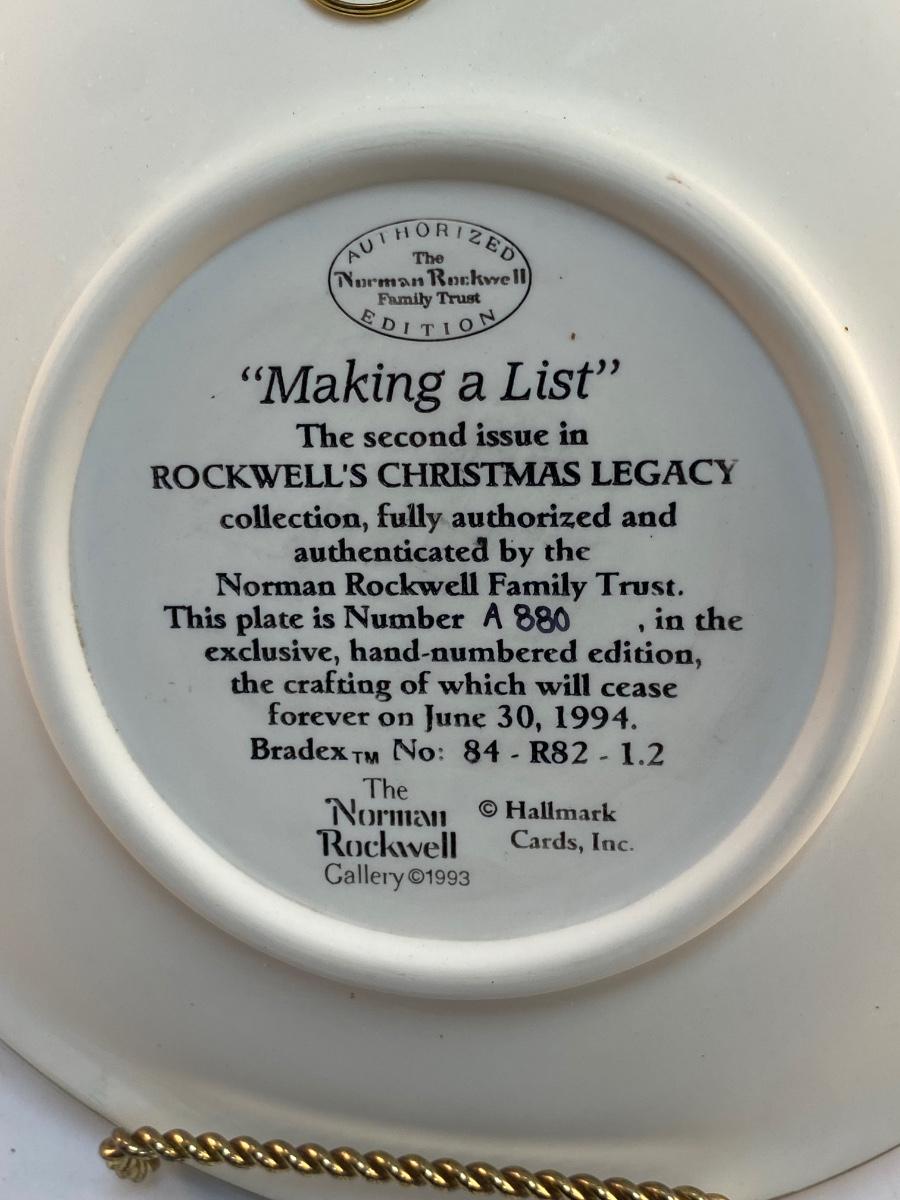 AUTHORIZED
The
Norman Rockwell
Family Trust
EDITION
“Making a List”
The second issue in
ROCKWELL'S CHRISTMAS LEGACY
collection, fully authorized and
authenticated by the
Norman Rockwell Family Trust.
This plate is Number A 880 , in the
exclusive, hand-numbered edition,
the crafting of which will cease
forever on June 30, 1994.
Bradex™ No: 84 - R82 - 1.2
The
Norman
Rockwell
Gallery ©1993
© Hallmark
Cards, Inc.